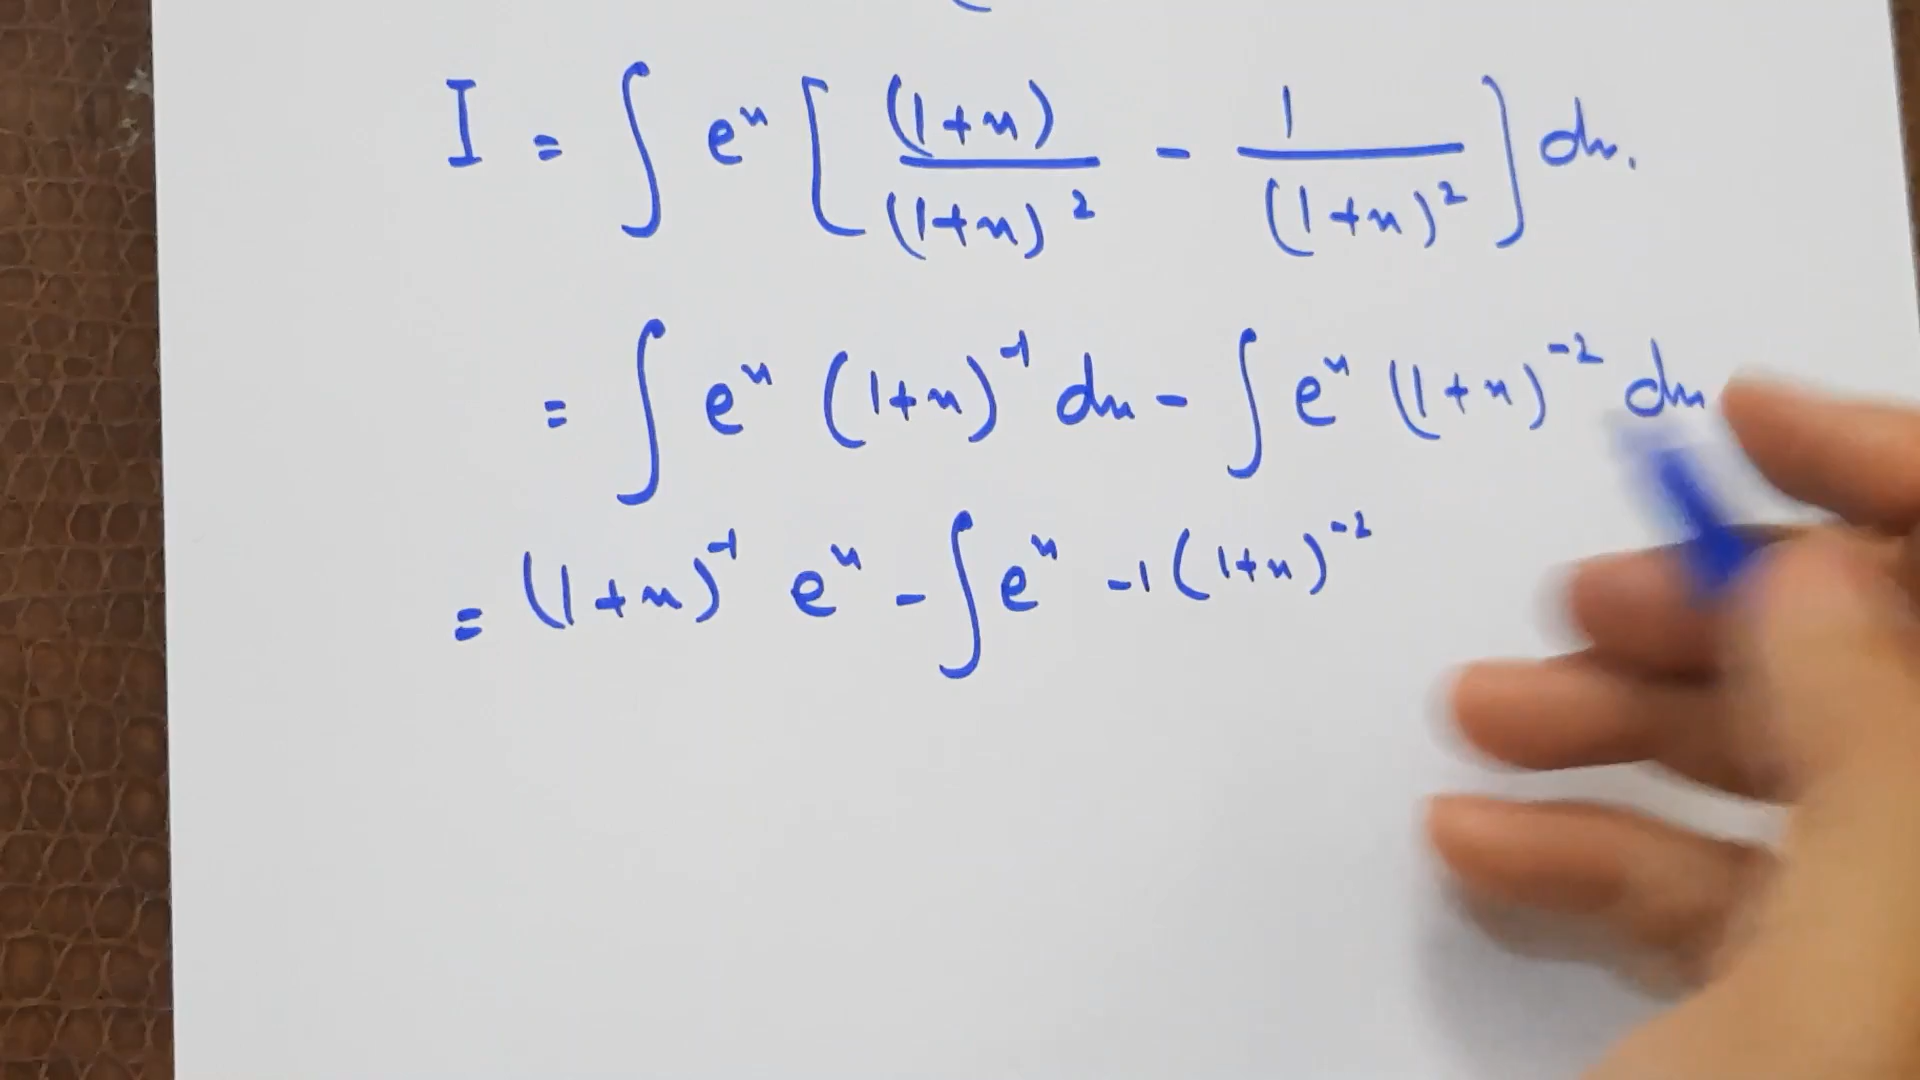 I = ∫ eˣ [ (1+x)/(1+x)² - 1/(1+x)² ] dx.
= ∫ eˣ (1+x)⁻¹ dx - ∫ eˣ (1+x)⁻² dx
= (1+x)⁻¹ eˣ - ∫ eˣ -1(1+x)⁻²